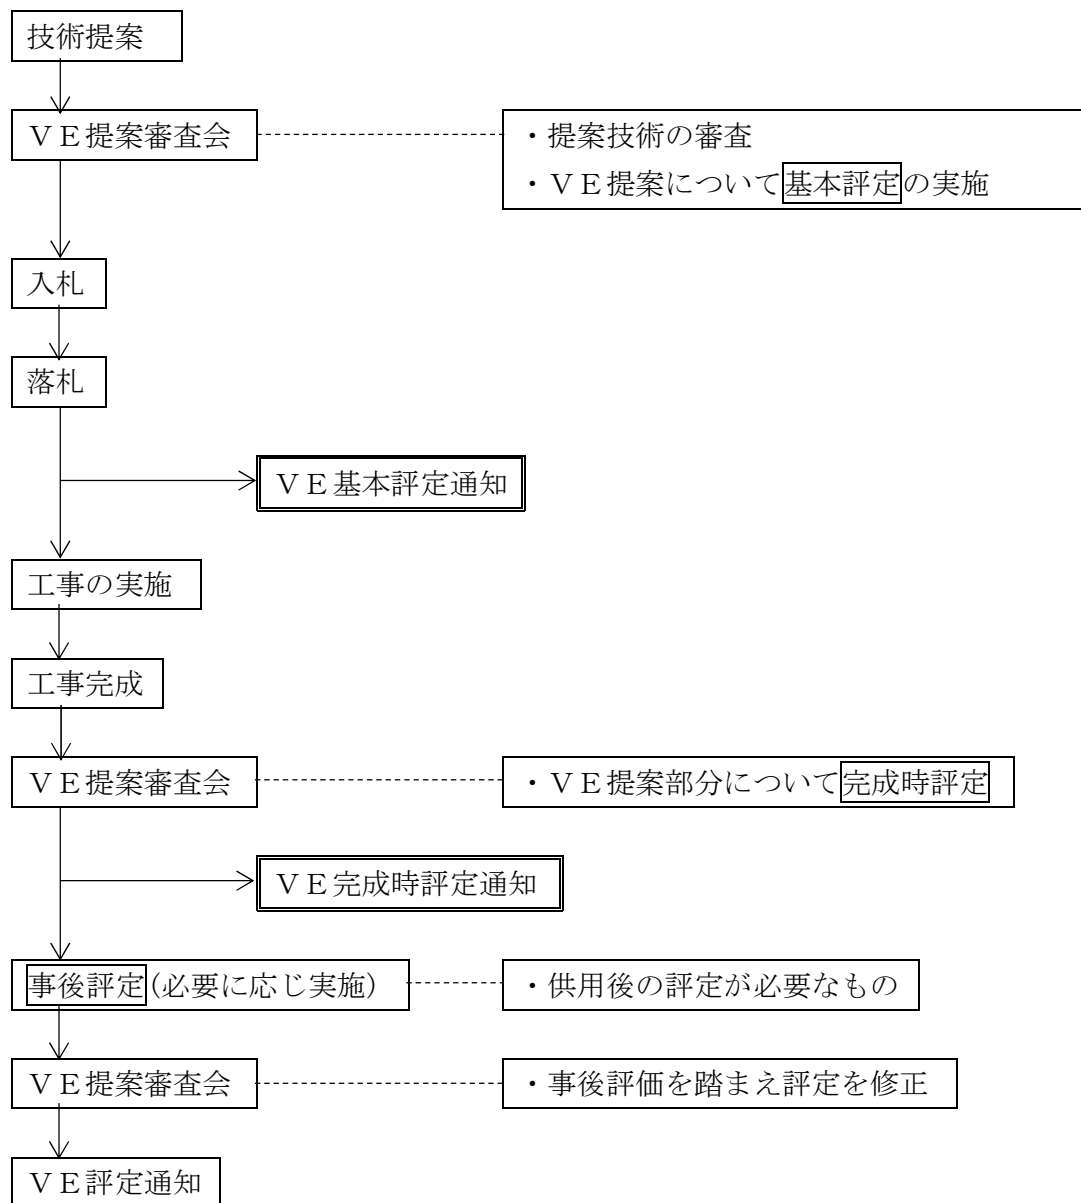 技術提案
ＶＥ提案審査会
・提案技術の審査
・ＶＥ提案について基本評定の実施
入札
落札
ＶＥ基本評定通知
工事の実施
工事完成
ＶＥ提案審査会
・ＶＥ提案部分について完成時評定
ＶＥ完成時評定通知
事後評定(必要に応じ実施)
・供用後の評定が必要なもの
ＶＥ提案審査会
・事後評価を踏まえ評定を修正
ＶＥ評定通知